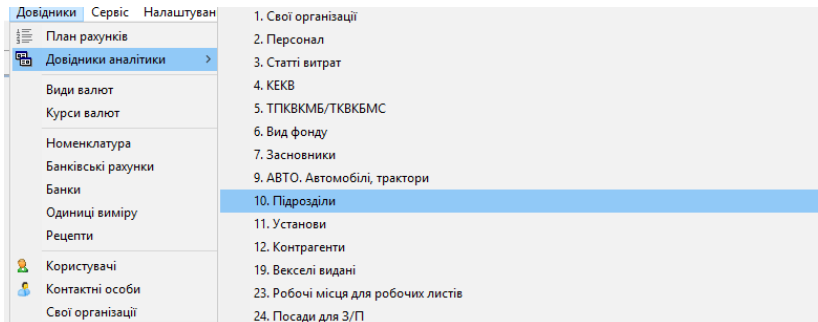 Довідники Сервіс Налаштуван
План рахунків
Довідники аналітики
Види валют
Курси валют
Номенклатура
Банківські рахунки
Банки
Одиниці виміру
Рецепти
Користувачі
Контактні особи
Свої організації
1. Свої організації
2. Персонал
3. Статті витрат
4. КЕКВ
5. ТПКВКМБ/ТКВКБМС
6. Вид фонду
7. Засновники
9. АВТО. Автомобілі, трактори
10. Підрозділи
11. Установи
12. Контрагенти
19. Векселі видані
23. Робочі місця для робочих листів
24. Посади для З/П